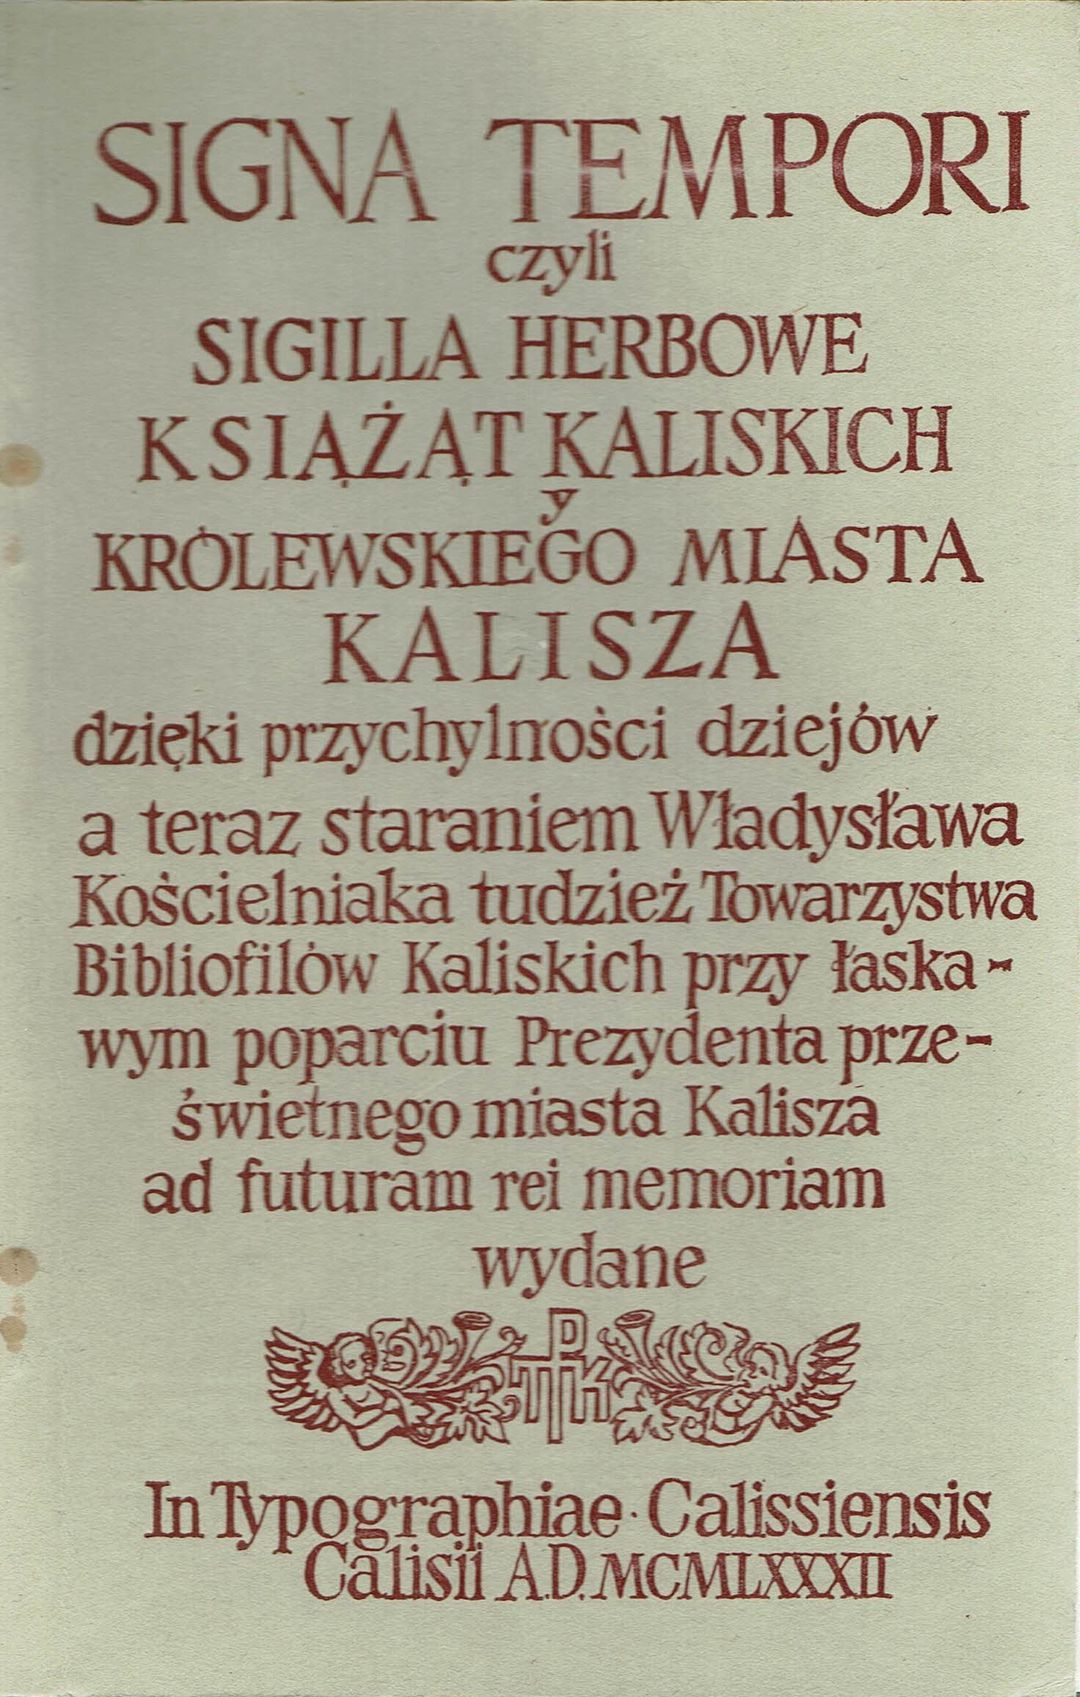 SIGNA TEMPORI
czyli
SIGILLA HERBOWE
KSIĄŻĄT KALISKICH
y
KRÓLEWSKIEGO MIASTA
KALISZA
dzięki przychylności dziejów
a teraz staraniem Władysława
Kościelniaka tudzież Towarzystwa
Bibliofilów Kaliskich przy łaska-
wym poparciu Prezydenta prze-
świetnego miasta Kalisza
ad futuram rei memoriam
wydane
In Typographiae · Calissiensis
Calisii A.D. MCMLXXXII